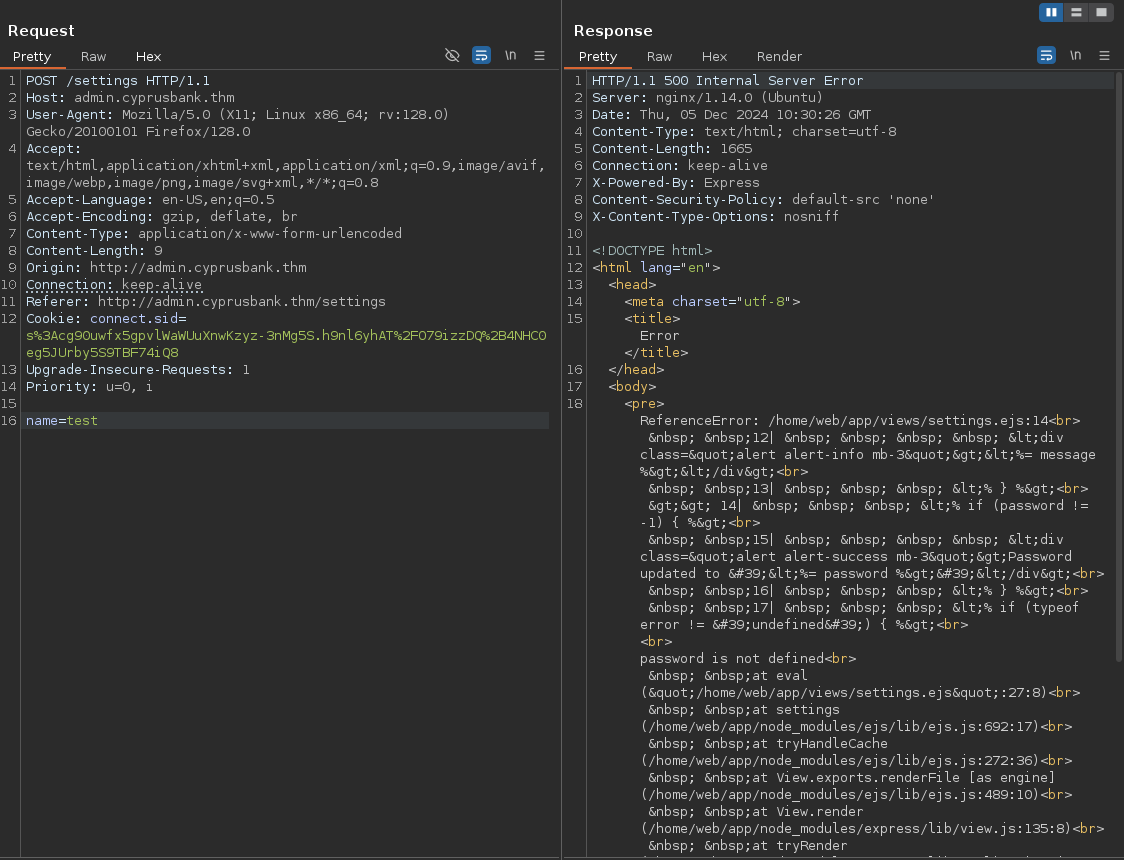 Request
Pretty Raw Hex
\n
1 POST /settings HTTP/1.1
2 Host: admin.cyprusbank.thm
3 User-Agent: Mozilla/5.0 (X11; Linux x86_64; rv:128.0)
Gecko/20100101 Firefox/128.0
4 Accept:
text/html,application/xhtml+xml,application/xml;q=0.9,image/avif,
image/webp,image/png,image/svg+xml,*/*;q=0.8
5 Accept-Language: en-US,en;q=0.5
6 Accept-Encoding: gzip, deflate, br
7 Content-Type: application/x-www-form-urlencoded
8 Content-Length: 9
9 Origin: http://admin.cyprusbank.thm
10 Connection: keep-alive
11 Referer: http://admin.cyprusbank.thm/settings
12 Cookie: connect.sid=
s%3Acg90uwfx5gpvlWaWUuXnwKzyz-3nMg5S.h9nl6yhAT%2FO79izzDQ%2B4NHC0
eg5JUrby5S9TBF74iQ8
13 Upgrade-Insecure-Requests: 1
14 Priority: u=0, i
15
16 name=test
Response
Pretty Raw Hex Render
\n
1 HTTP/1.1 500 Internal Server Error
2 Server: nginx/1.14.0 (Ubuntu)
3 Date: Thu, 05 Dec 2024 10:30:26 GMT
4 Content-Type: text/html; charset=utf-8
5 Content-Length: 1665
6 Connection: keep-alive
7 X-Powered-By: Express
8 Content-Security-Policy: default-src 'none'
9 X-Content-Type-Options: nosniff
10
11 <!DOCTYPE html>
12 <html lang="en">
13 <head>
14 <meta charset="utf-8">
15 <title>
Error
</title>
16 </head>
17 <body>
18 <pre>
ReferenceError: /home/web/app/views/settings.ejs:14<br>
&nbsp; &nbsp;12| &nbsp; &nbsp; &nbsp; &nbsp; &lt;div
class=&quot;alert alert-info mb-3&quot;&gt;&lt;%= message
%&gt;&lt;/div&gt;<br>
&nbsp; &nbsp;13| &nbsp; &nbsp; &nbsp; &lt;% } %&gt;<br>
&gt;&gt; 14| &nbsp; &nbsp; &nbsp; &lt;% if (password !=
-1) { %&gt;<br>
&nbsp; &nbsp;15| &nbsp; &nbsp; &nbsp; &nbsp; &lt;div
class=&quot;alert alert-success mb-3&quot;&gt;Password
updated to &#39;&lt;%= password %&gt;&#39;&lt;/div&gt;<br>
&nbsp; &nbsp;16| &nbsp; &nbsp; &nbsp; &lt;% } %&gt;<br>
&nbsp; &nbsp;17| &nbsp; &nbsp; &nbsp; &lt;% if (typeof
error != &#39;undefined&#39;) { %&gt;<br>
<br>
password is not defined<br>
&nbsp; &nbsp;at eval
(&quot;/home/web/app/views/settings.ejs&quot;:27:8)<br>
&nbsp; &nbsp;at settings
(/home/web/app/node_modules/ejs/lib/ejs.js:692:17)<br>
&nbsp; &nbsp;at tryHandleCache
(/home/web/app/node_modules/ejs/lib/ejs.js:272:36)<br>
&nbsp; &nbsp;at View.exports.renderFile [as engine]
(/home/web/app/node_modules/ejs/lib/ejs.js:489:10)<br>
&nbsp; &nbsp;at View.render
(/home/web/app/node_modules/express/lib/view.js:135:8)<br>
&nbsp; &nbsp;at tryRender